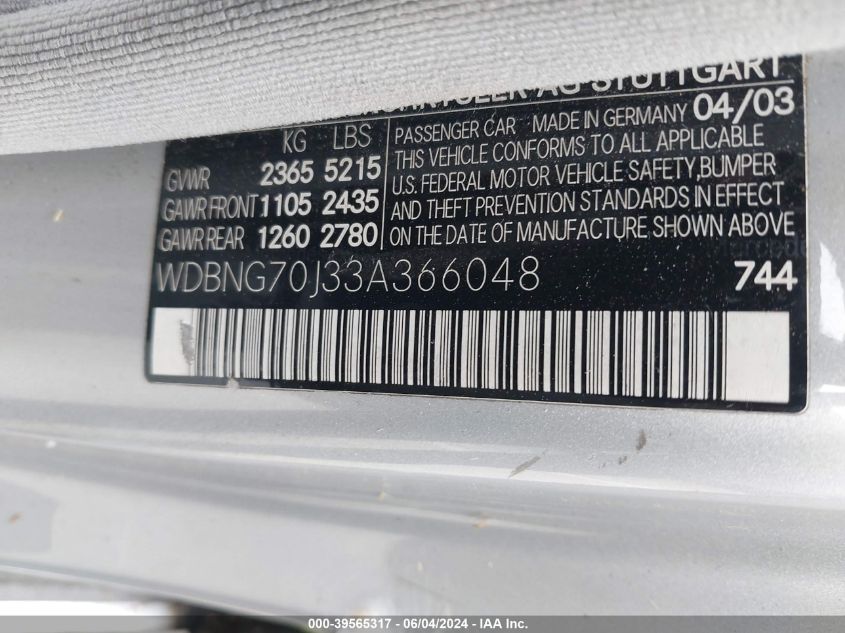 AG STUTTGART
KG LBS
GVWR 2365 5215
GAWR FRONT 1105 2435
GAWR REAR 1260 2780
PASSENGER CAR MADE IN GERMANY 04/03
THIS VEHICLE CONFORMS TO ALL APPLICABLE
U.S. FEDERAL MOTOR VEHICLE SAFETY, BUMPER
AND THEFT PREVENTION STANDARDS IN EFFECT
ON THE DATE OF MANUFACTURE SHOWN ABOVE
WDBNG70J33A366048 744
000-39565317 - 06/04/2024 - IAA Inc.